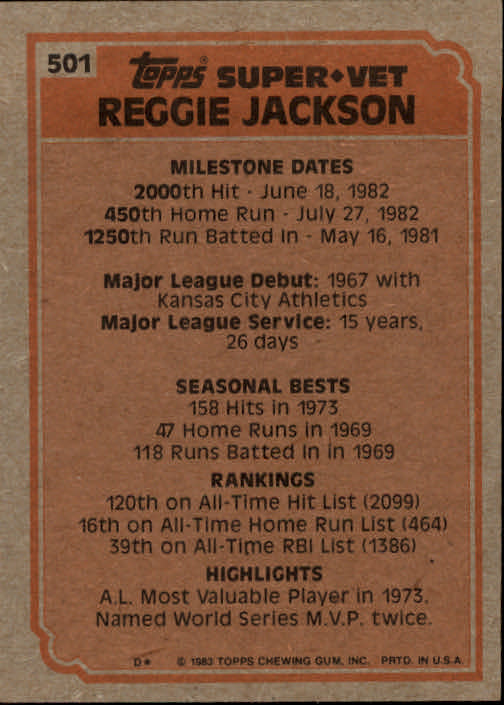 501
topps SUPER•VET
REGGIE JACKSON
MILESTONE DATES
2000th Hit - June 18, 1982
450th Home Run - July 27, 1982
1250th Run Batted In - May 16, 1981
Major League Debut: 1967 with
Kansas City Athletics
Major League Service: 15 years,
26 days
SEASONAL BESTS
158 Hits in 1973
47 Home Runs in 1969
118 Runs Batted In in 1969
RANKINGS
120th on All-Time Hit List (2099)
16th on All-Time Home Run List (464)
39th on All-Time RBI List (1386)
HIGHLIGHTS
A.L. Most Valuable Player in 1973.
Named World Series M.V.P. twice.
D* © 1983 TOPPS CHEWING GUM, INC. PRTD. IN U.S.A.